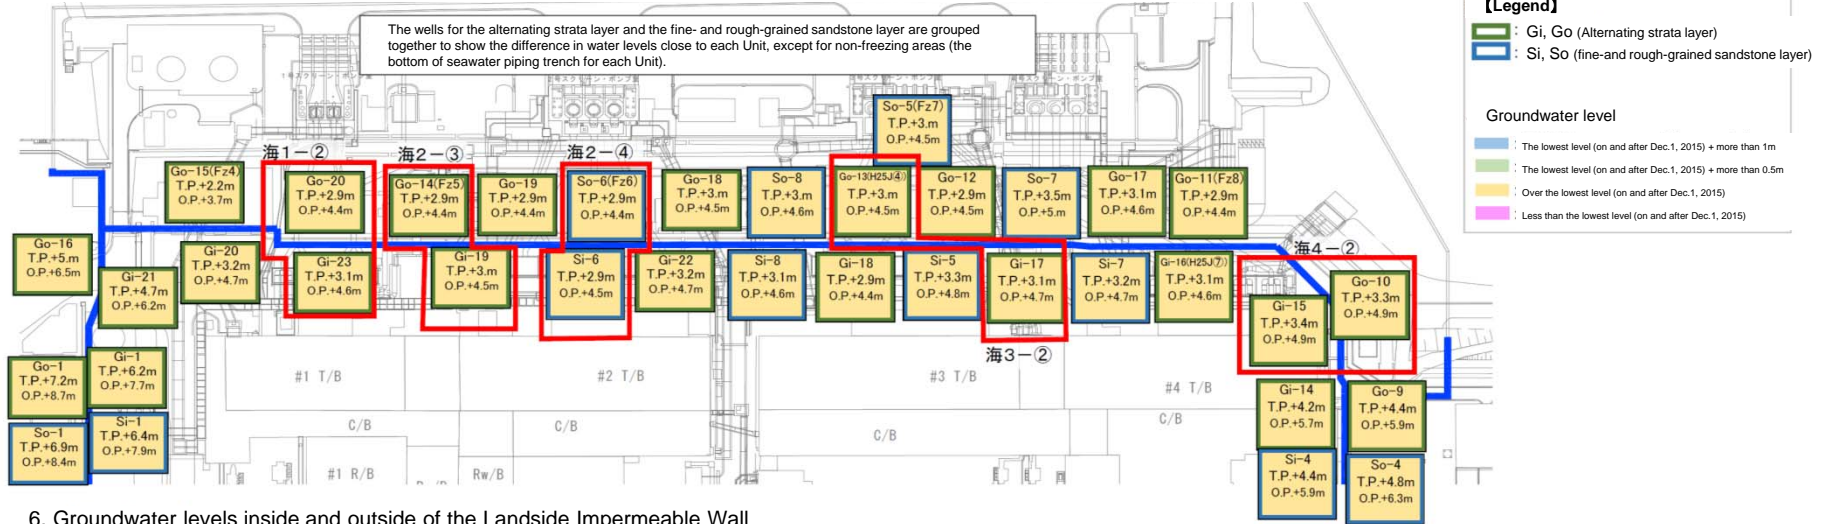 The wells for the alternating strata layer and the fine- and rough-grained sandstone layer are grouped
together to show the difference in water levels close to each Unit, except for non-freezing areas (the
bottom of seawater piping trench for each Unit).
【Legend】
: Gi, Go (Alternating strata layer)
: Si, So (fine-and rough-grained sandstone layer)
Groundwater level
: The lowest level (on and after Dec.1, 2015) + more than 1m
: The lowest level (on and after Dec.1, 2015) + more than 0.5m
: Over the lowest level (on and after Dec.1, 2015)
: Less than the lowest level (on and after Dec.1, 2015)
So-5(Fz7)
T.P.+3.m
O.P.+4.5m
海1-②
海2-③
海2-④
Go-15(Fz4)
T.P.+2.2m
O.P.+3.7m
Go-20
T.P.+2.9m
O.P.+4.4m
Go-14(Fz5)
T.P.+2.9m
O.P.+4.4m
Go-19
T.P.+2.9m
O.P.+4.4m
So-6(Fz6)
T.P.+2.9m
O.P.+4.4m
Go-18
T.P.+3.m
O.P.+4.5m
So-8
T.P.+3.m
O.P.+4.6m
Go-13(H25J④)
T.P.+3.m
O.P.+4.5m
Go-12
T.P.+2.9m
O.P.+4.5m
So-7
T.P.+3.5m
O.P.+5.m
Go-17
T.P.+3.1m
O.P.+4.6m
Go-11(Fz8)
T.P.+2.9m
O.P.+4.4m
Go-16
T.P.+5.m
O.P.+6.5m
Gi-21
T.P.+4.7m
O.P.+6.2m
Gi-20
T.P.+3.2m
O.P.+4.7m
Gi-23
T.P.+3.1m
O.P.+4.6m
Gi-19
T.P.+3.m
O.P.+4.5m
Si-6
T.P.+2.9m
O.P.+4.5m
Gi-22
T.P.+3.2m
O.P.+4.7m
Si-8
T.P.+3.1m
O.P.+4.6m
Gi-18
T.P.+2.9m
O.P.+4.4m
Si-5
T.P.+3.3m
O.P.+4.8m
Gi-17
T.P.+3.1m
O.P.+4.7m
Si-7
T.P.+3.2m
O.P.+4.7m
Gi-16(H25J⑦)
T.P.+3.1m
O.P.+4.6m
海4-②
Gi-15
T.P.+3.4m
O.P.+4.9m
Go-10
T.P.+3.3m
O.P.+4.9m
海3-②
Go-1
T.P.+7.2m
O.P.+8.7m
Gi-1
T.P.+6.2m
O.P.+7.7m
So-1
T.P.+6.9m
O.P.+8.4m
Si-1
T.P.+6.4m
O.P.+7.9m
#1 T/B
#2 T/B
#3 T/B
#4 T/B
C/B
C/B
C/B
C/B
#1 R/B
Rw/B
Gi-14
T.P.+4.2m
O.P.+5.7m
Go-9
T.P.+4.4m
O.P.+5.9m
Si-4
T.P.+4.4m
O.P.+5.9m
So-4
T.P.+4.8m
O.P.+6.3m
6. Groundwater levels inside and outside of the Landside Impermeable Wall